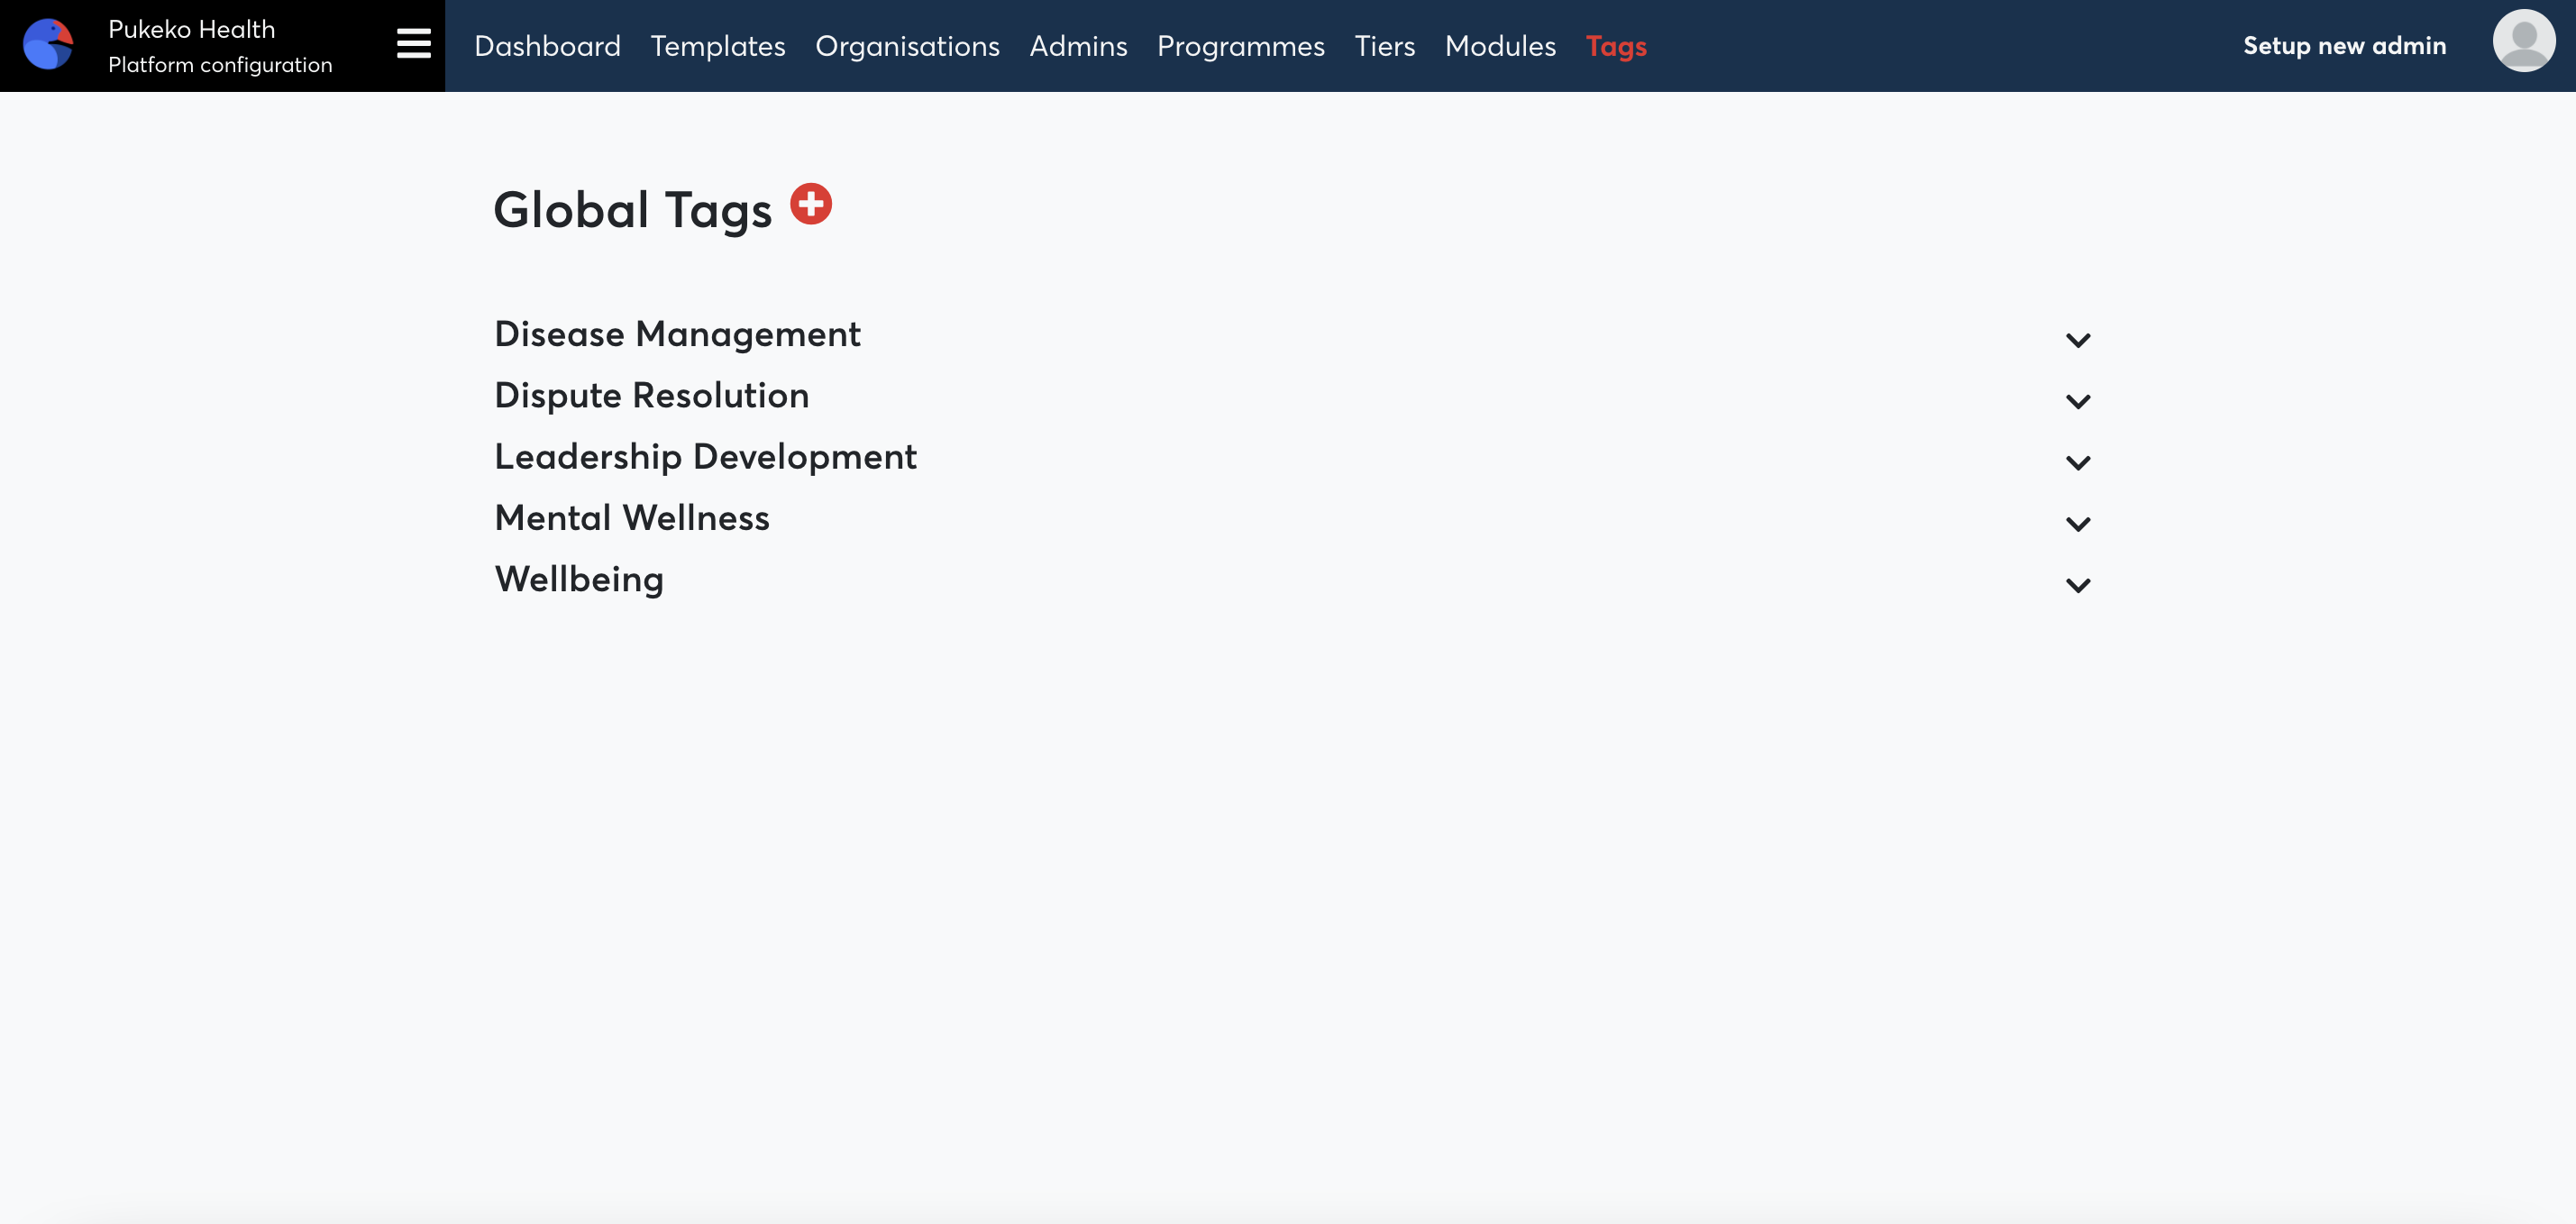 Pukeko Health
Platform configuration
Dashboard Templates Organisations Admins Programmes Tiers Modules Tags
Setup new admin
Global Tags
Disease Management
Dispute Resolution
Leadership Development
Mental Wellness
Wellbeing